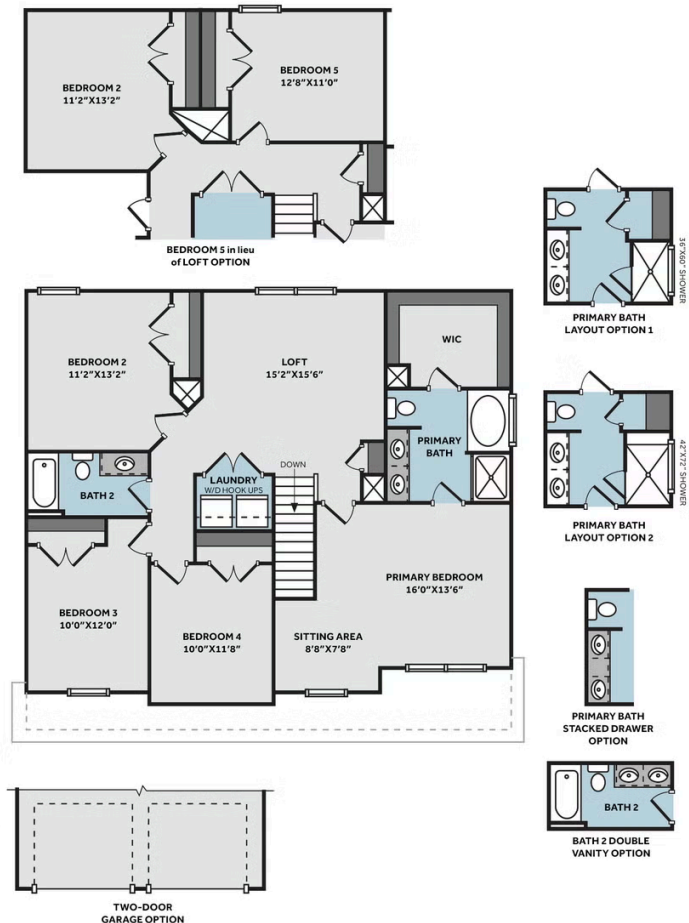 BEDROOM 2
11'2"X13'2"
BEDROOM 5
12'8"X11'0"
BEDROOM 5 in lieu
of LOFT OPTION
36"X60" SHOWER
PRIMARY BATH
LAYOUT OPTION 1
BEDROOM 2
11'2"X13'2"
LOFT
15'2"X15'6"
WIC
PRIMARY
BATH
BATH 2
LAUNDRY
W/D HOOK UPS
DOWN
42"X72" SHOWER
PRIMARY BATH
LAYOUT OPTION 2
BEDROOM 3
10'0"X12'0"
BEDROOM 4
10'0"X11'8"
SITTING AREA
8'8"X7'8"
PRIMARY BEDROOM
16'0"X13'6"
PRIMARY BATH
STACKED DRAWER
OPTION
BATH 2
BATH 2 DOUBLE
VANITY OPTION
TWO-DOOR
GARAGE OPTION